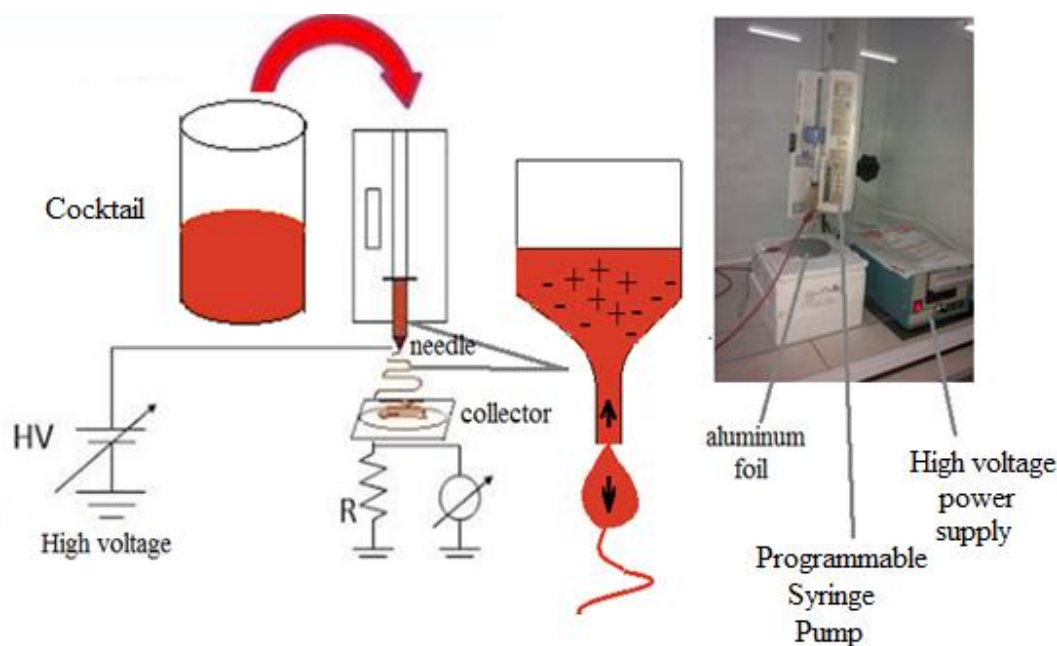 Cocktail
needle
collector
HV
R
High voltage
aluminum
foil
High voltage
power
supply
Programmable
Syringe
Pump